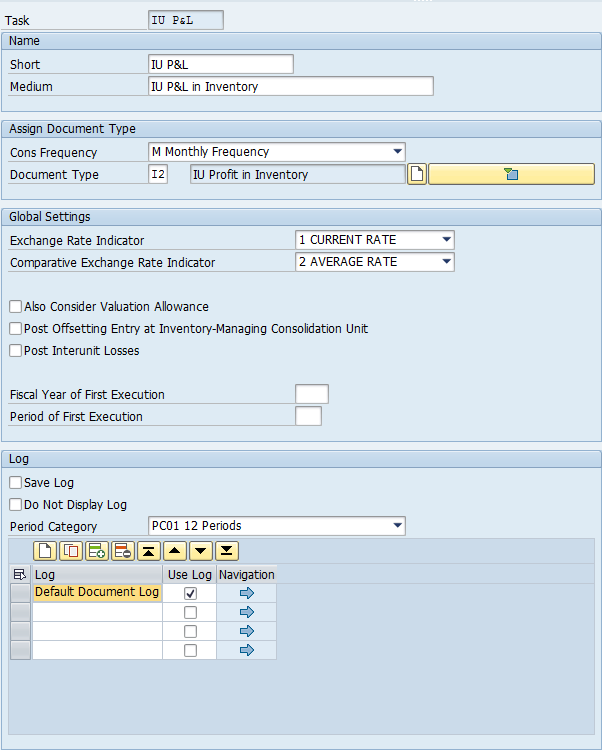 Task IU P&L
Name
Short IU P&L
Medium IU P&L in Inventory
Assign Document Type
Cons Frequency M Monthly Frequency
Document Type I2 IU Profit in Inventory
Global Settings
Exchange Rate Indicator 1 CURRENT RATE
Comparative Exchange Rate Indicator 2 AVERAGE RATE
Also Consider Valuation Allowance
Post Offsetting Entry at Inventory-Managing Consolidation Unit
Post Interunit Losses
Fiscal Year of First Execution
Period of First Execution
Log
Save Log
Do Not Display Log
Period Category PC01 12 Periods
Log Use Log Navigation
Default Document Log